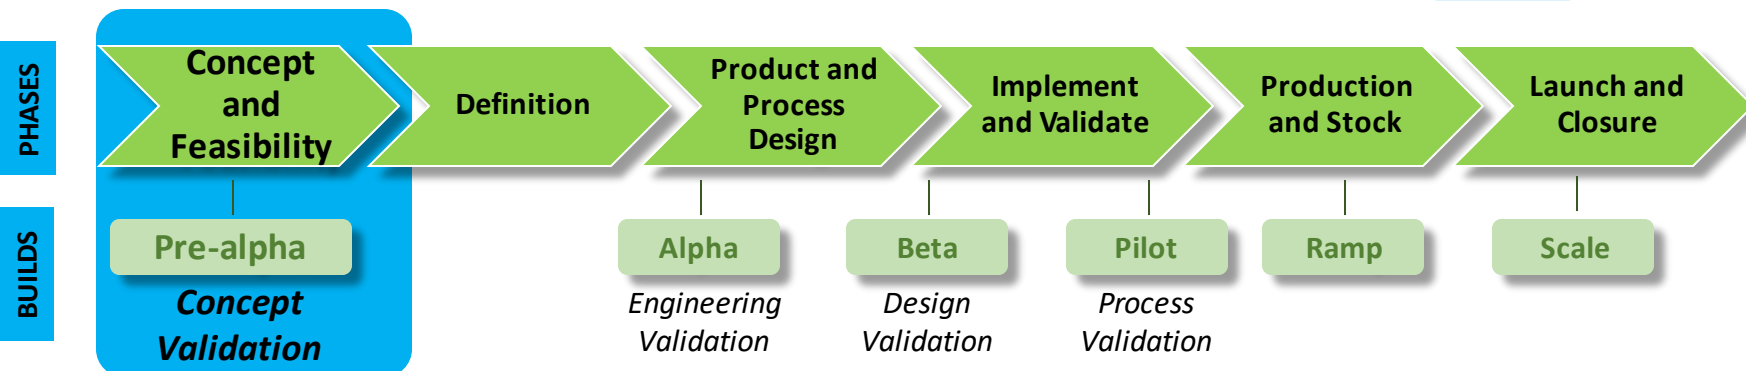 PHASES
Concept
and
Feasibility
Definition
Product and
Process
Design
Implement
and Validate
Production
and Stock
Launch and
Closure
BUILDS
Pre-alpha
Concept
Validation
Alpha
Engineering
Validation
Beta
Design
Validation
Pilot
Process
Validation
Ramp
Scale